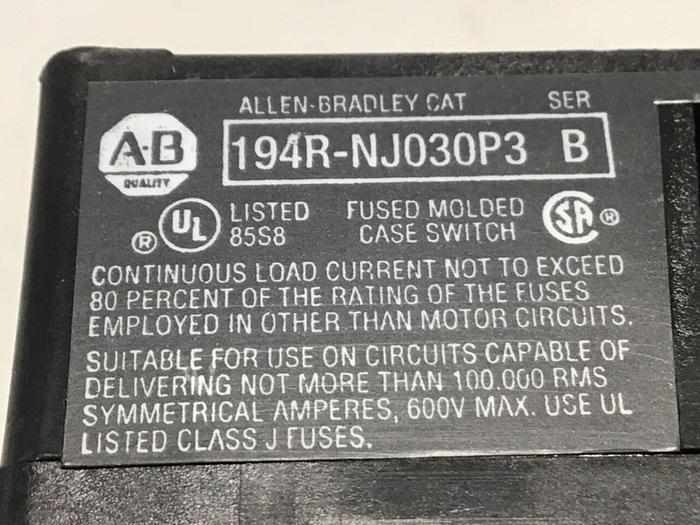 ALLEN-BRADLEY CAT SER
A-B QUALITY
194R-NJ030P3 B
® UL LISTED 85S8
FUSED MOLDED CASE SWITCH
SA ®
CONTINUOUS LOAD CURRENT NOT TO EXCEED
80 PERCENT OF THE RATING OF THE FUSES
EMPLOYED IN OTHER THAN MOTOR CIRCUITS.
SUITABLE FOR USE ON CIRCUITS CAPABLE OF
DELIVERING NOT MORE THAN 100.000 RMS
SYMMETRICAL AMPERES, 600V MAX. USE UL
LISTED CLASS J FUSES.